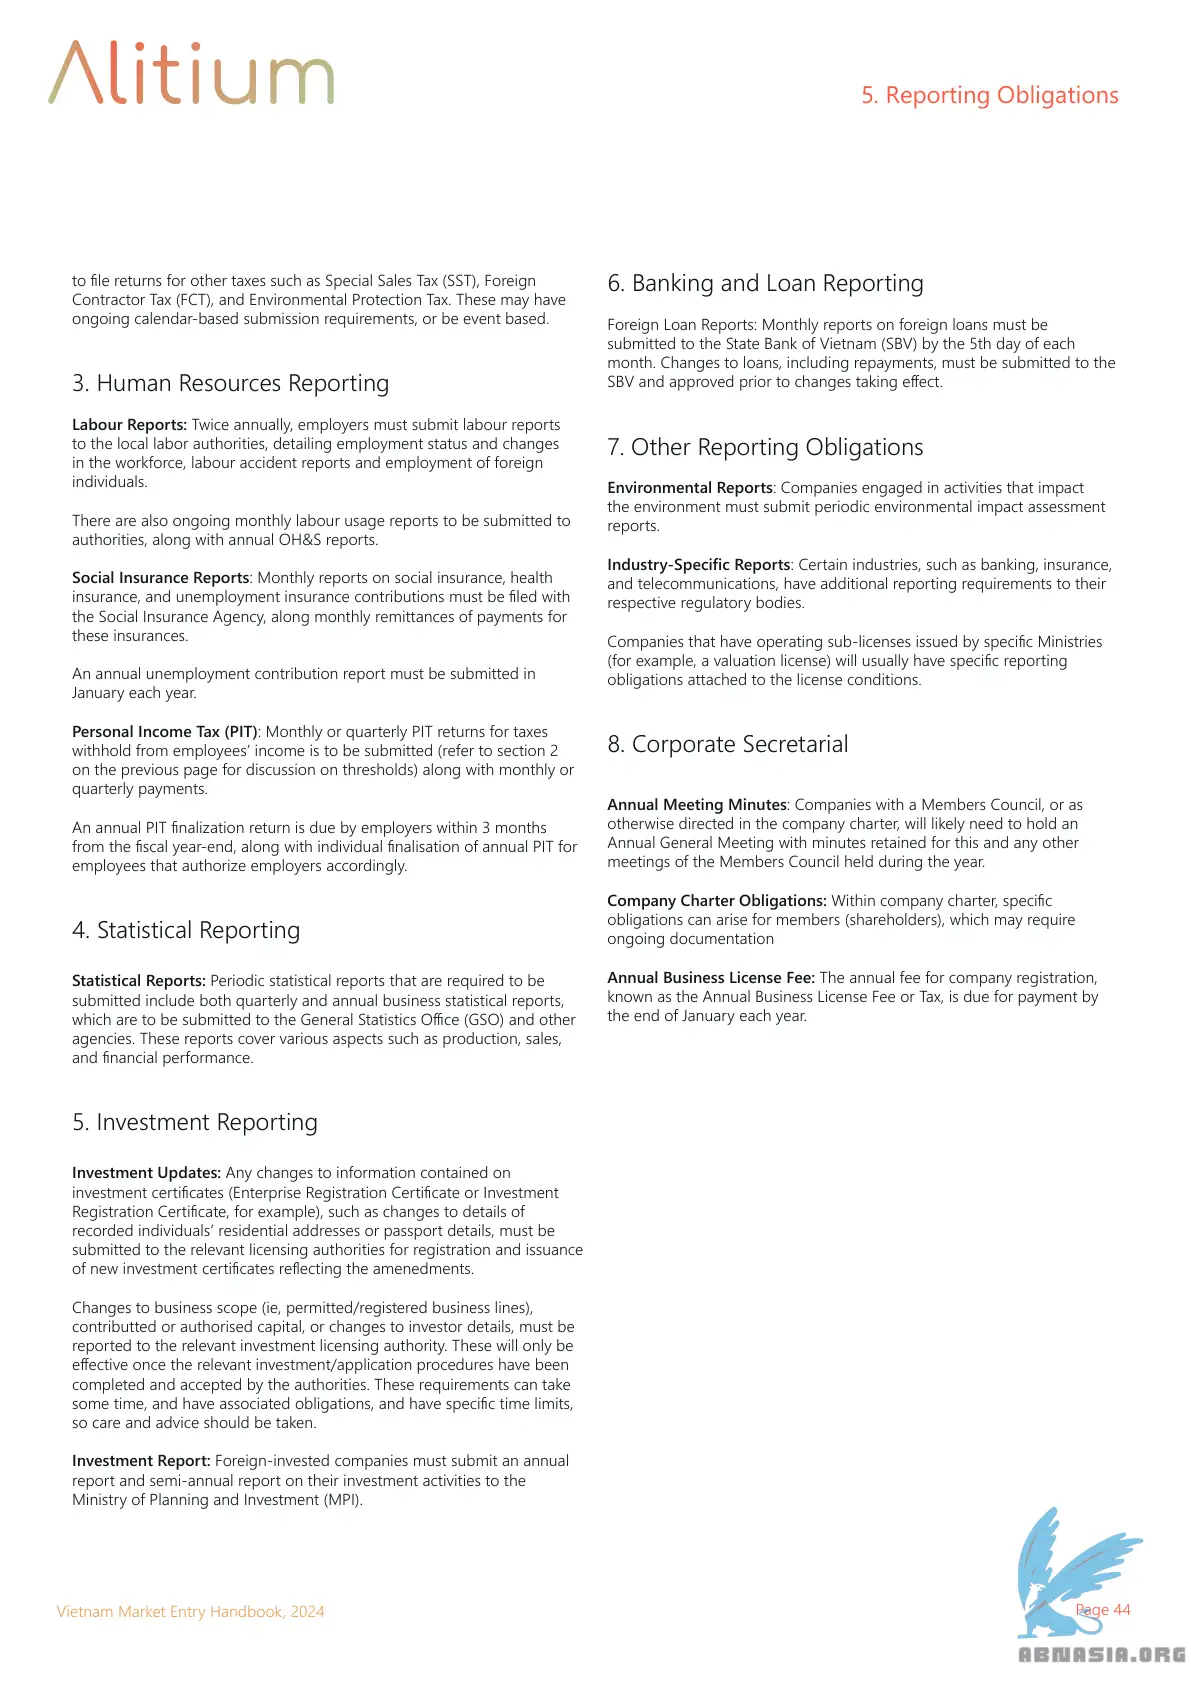 Alitium
5. Reporting Obligations
to file returns for other taxes such as Special Sales Tax (SST), Foreign
Contractor Tax (FCT), and Environmental Protection Tax. These may have
ongoing calendar-based submission requirements, or be event based.
3. Human Resources Reporting
Labour Reports: Twice annually, employers must submit labour reports
to the local labor authorities, detailing employment status and changes
in the workforce, labour accident reports and employment of foreign
individuals.
There are also ongoing monthly labour usage reports to be submitted to
authorities, along with annual OH&S reports.
Social Insurance Reports: Monthly reports on social insurance, health
insurance, and unemployment insurance contributions must be filed with
the Social Insurance Agency, along monthly remittances of payments for
these insurances.
An annual unemployment contribution report must be submitted in
January each year.
Personal Income Tax (PIT): Monthly or quarterly PIT returns for taxes
withhold from employees’ income is to be submitted (refer to section 2
on the previous page for discussion on thresholds) along with monthly or
quarterly payments.
An annual PIT finalization return is due by employers within 3 months
from the fiscal year-end, along with individual finalisation of annual PIT for
employees that authorize employers accordingly.
4. Statistical Reporting
Statistical Reports: Periodic statistical reports that are required to be
submitted include both quarterly and annual business statistical reports,
which are to be submitted to the General Statistics Office (GSO) and other
agencies. These reports cover various aspects such as production, sales,
and financial performance.
5. Investment Reporting
Investment Updates: Any changes to information contained on
investment certificates (Enterprise Registration Certificate or Investment
Registration Certificate, for example), such as changes to details of
recorded individuals’ residential addresses or passport details, must be
submitted to the relevant licensing authorities for registration and issuance
of new investment certificates reflecting the amenedments.
Changes to business scope (ie, permitted/registered business lines),
contributted or authorised capital, or changes to investor details, must be
reported to the relevant investment licensing authority. These will only be
effective once the relevant investment/application procedures have been
completed and accepted by the authorities. These requirements can take
some time, and have associated obligations, and have specific time limits,
so care and advice should be taken.
Investment Report: Foreign-invested companies must submit an annual
report and semi-annual report on their investment activities to the
Ministry of Planning and Investment (MPI).
6. Banking and Loan Reporting
Foreign Loan Reports: Monthly reports on foreign loans must be
submitted to the State Bank of Vietnam (SBV) by the 5th day of each
month. Changes to loans, including repayments, must be submitted to the
SBV and approved prior to changes taking effect.
7. Other Reporting Obligations
Environmental Reports: Companies engaged in activities that impact
the environment must submit periodic environmental impact assessment
reports.
Industry-Specific Reports: Certain industries, such as banking, insurance,
and telecommunications, have additional reporting requirements to their
respective regulatory bodies.
Companies that have operating sub-licenses issued by specific Ministries
(for example, a valuation license) will usually have specific reporting
obligations attached to the license conditions.
8. Corporate Secretarial
Annual Meeting Minutes: Companies with a Members Council, or as
otherwise directed in the company charter, will likely need to hold an
Annual General Meeting with minutes retained for this and any other
meetings of the Members Council held during the year.
Company Charter Obligations: Within company charter, specific
obligations can arise for members (shareholders), which may require
ongoing documentation
Annual Business License Fee: The annual fee for company registration,
known as the Annual Business License Fee or Tax, is due for payment by
the end of January each year.
Vietnam Market Entry Handbook, 2024
Page 44
ABNASIA.ORG